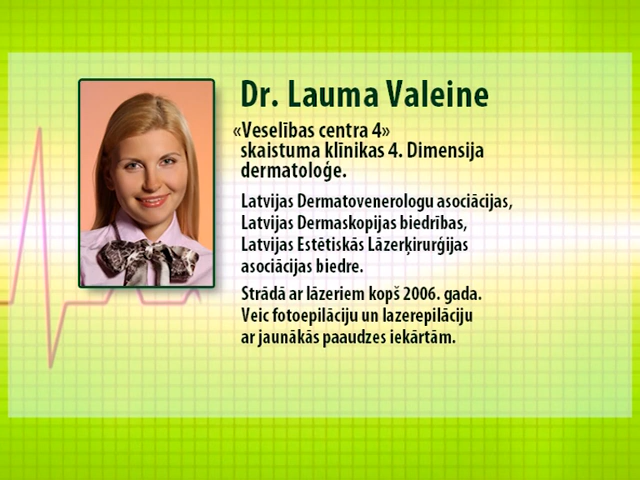 Dr. Lauma Valeine
«Veselības centra 4»
skaistuma klīnikas 4. Dimensija
dermatoloģe.
Latvijas Dermatovenerologu asociācijas,
Latvijas Dermaskopijas biedrības,
Latvijas Estētiskās Lāzerķirurģijas
asociācijas biedre.
Strādā ar lāzeriem kopš 2006. gada.
Veic fotoepilāciju un lazerepilāciju
ar jaunākās paaudzes iekārtām.